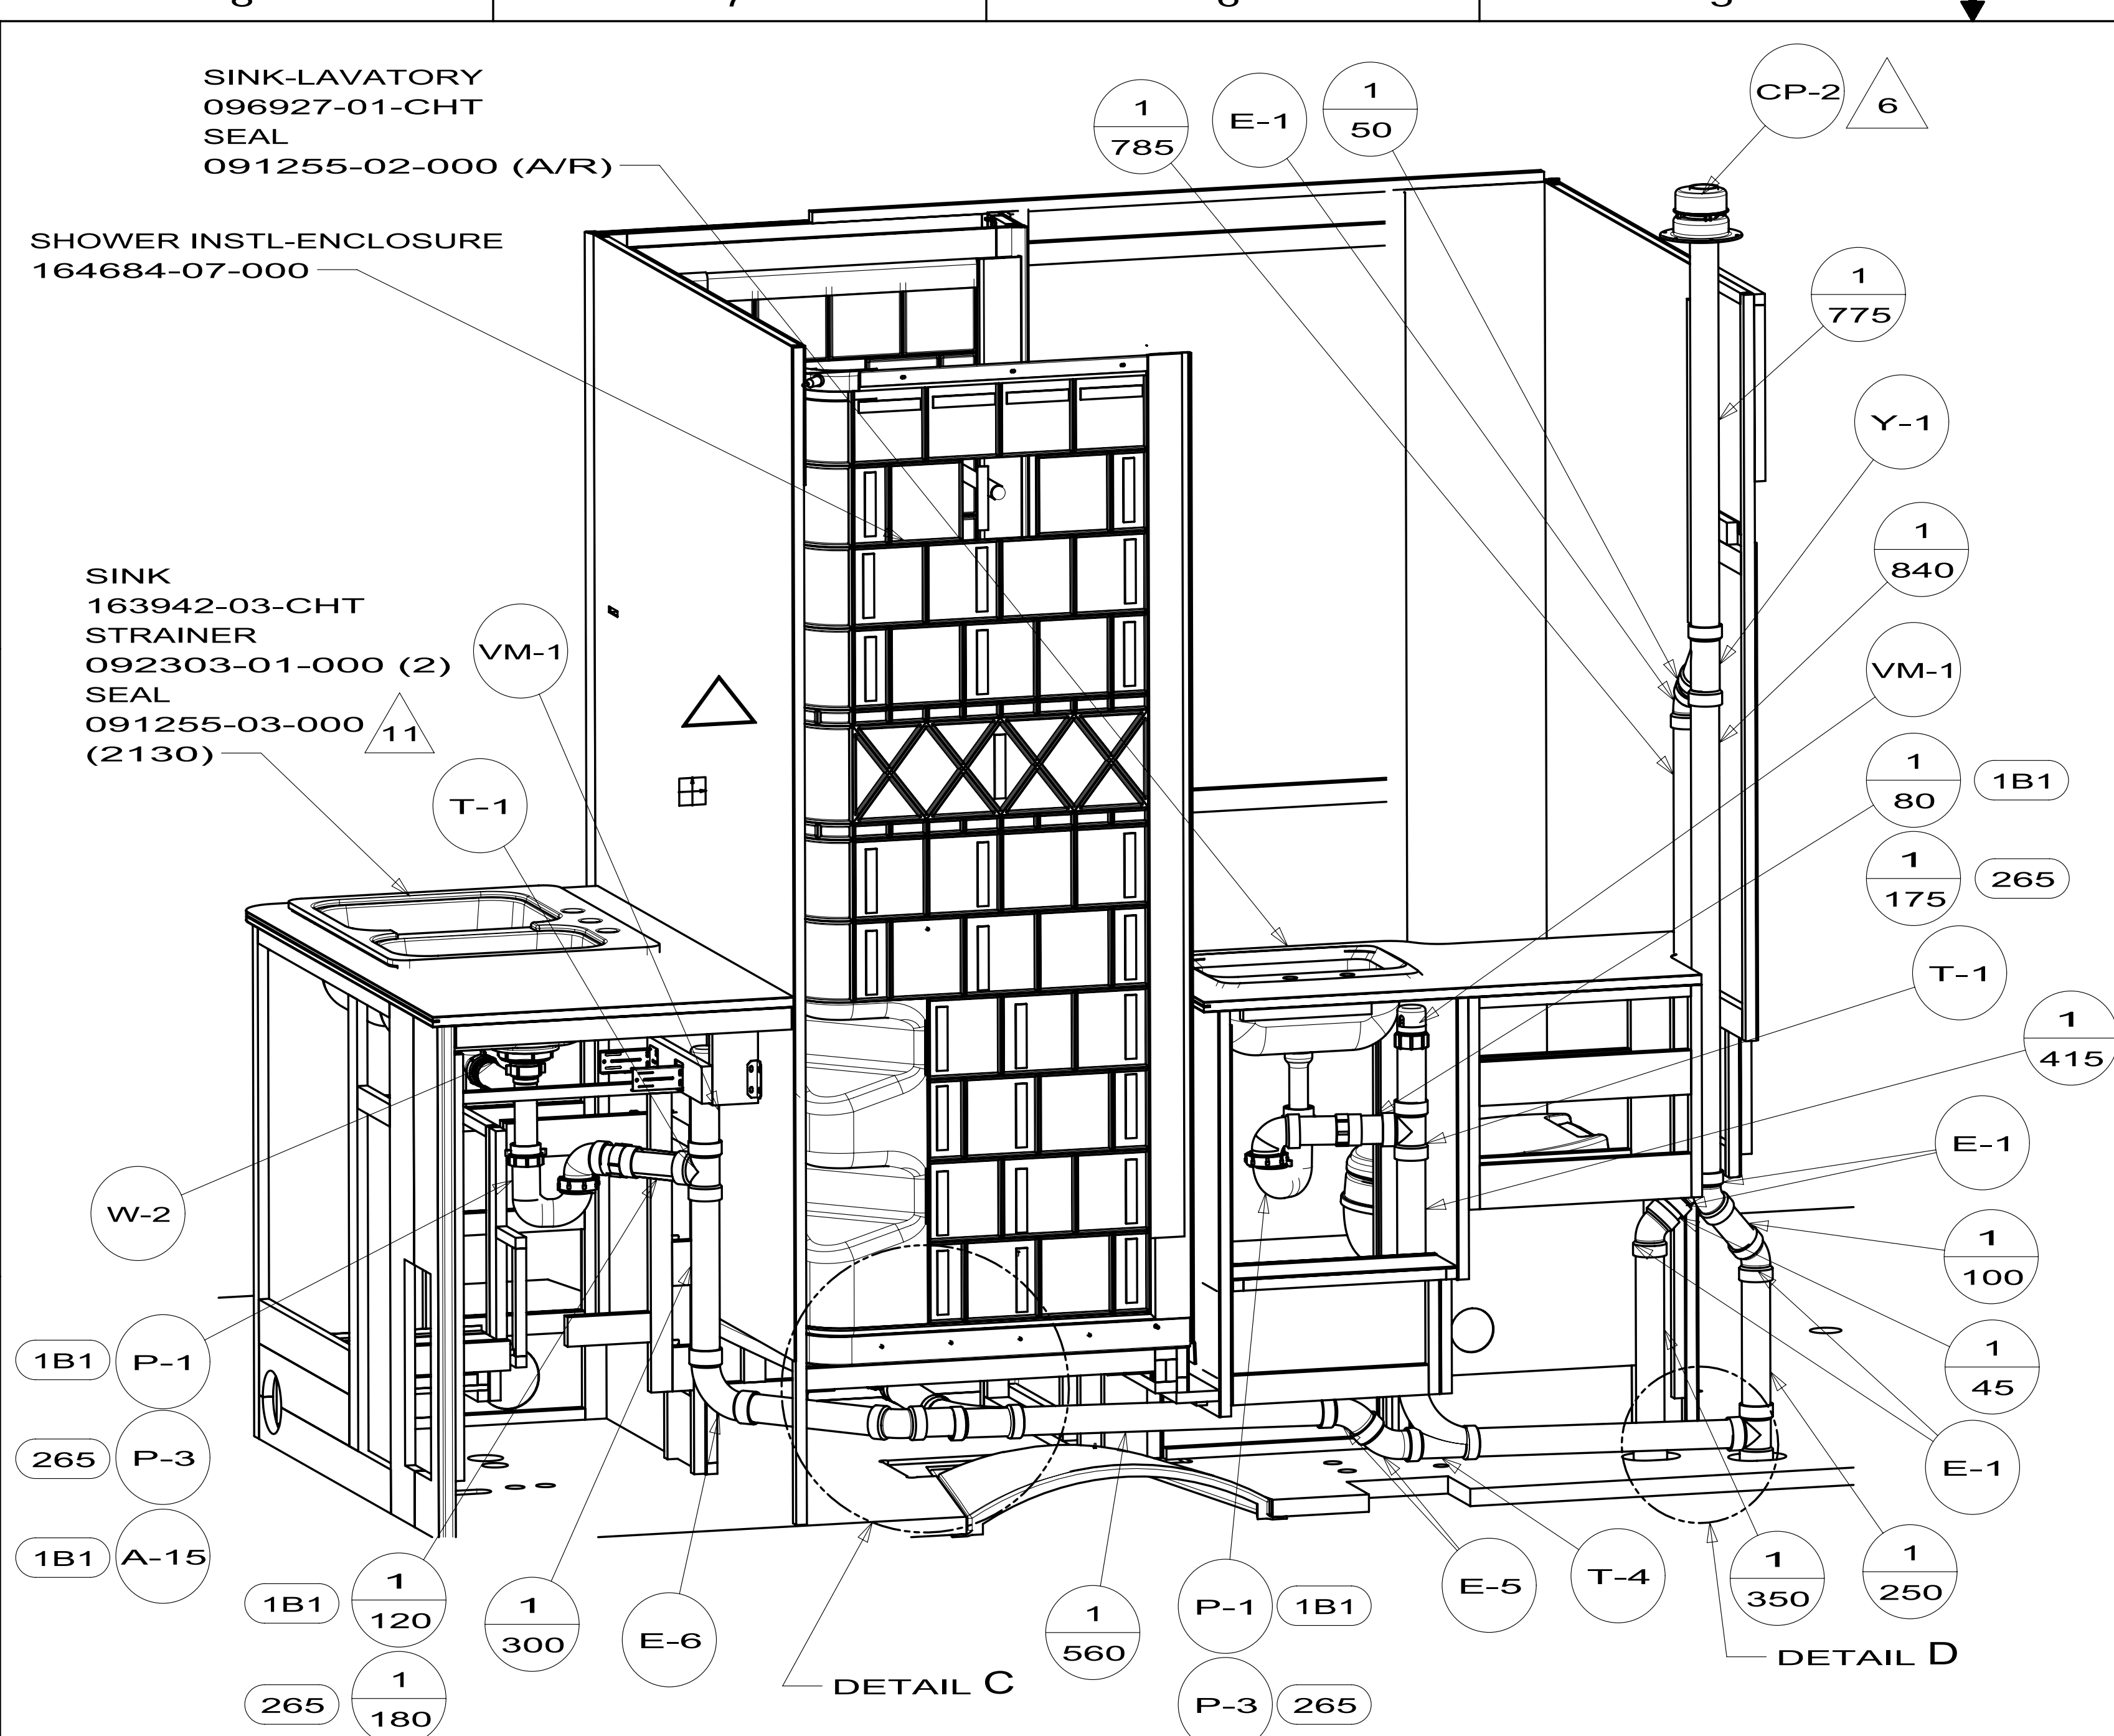 SINK-LAVATORY
096927-01-CHT
SEAL
091255-02-000 (A/R)
SHOWER INSTL-ENCLOSURE
164684-07-000
SINK
163942-03-CHT
STRAINER
092303-01-000 (2)
SEAL
091255-03-000
(2130)
11
VM-1
T-1
1
785
E-1
1
50
CP-2
6
1
775
Y-1
1
840
VM-1
1
80
1B1
1
175
265
T-1
1
415
E-1
1
100
1
45
E-1
W-2
1B1
P-1
265
P-3
1B1
A-15
1B1
1
120
265
1
180
1
300
E-6
DETAIL C
1
560
P-1
1B1
P-3
265
E-5
T-4
1
350
1
250
DETAIL D